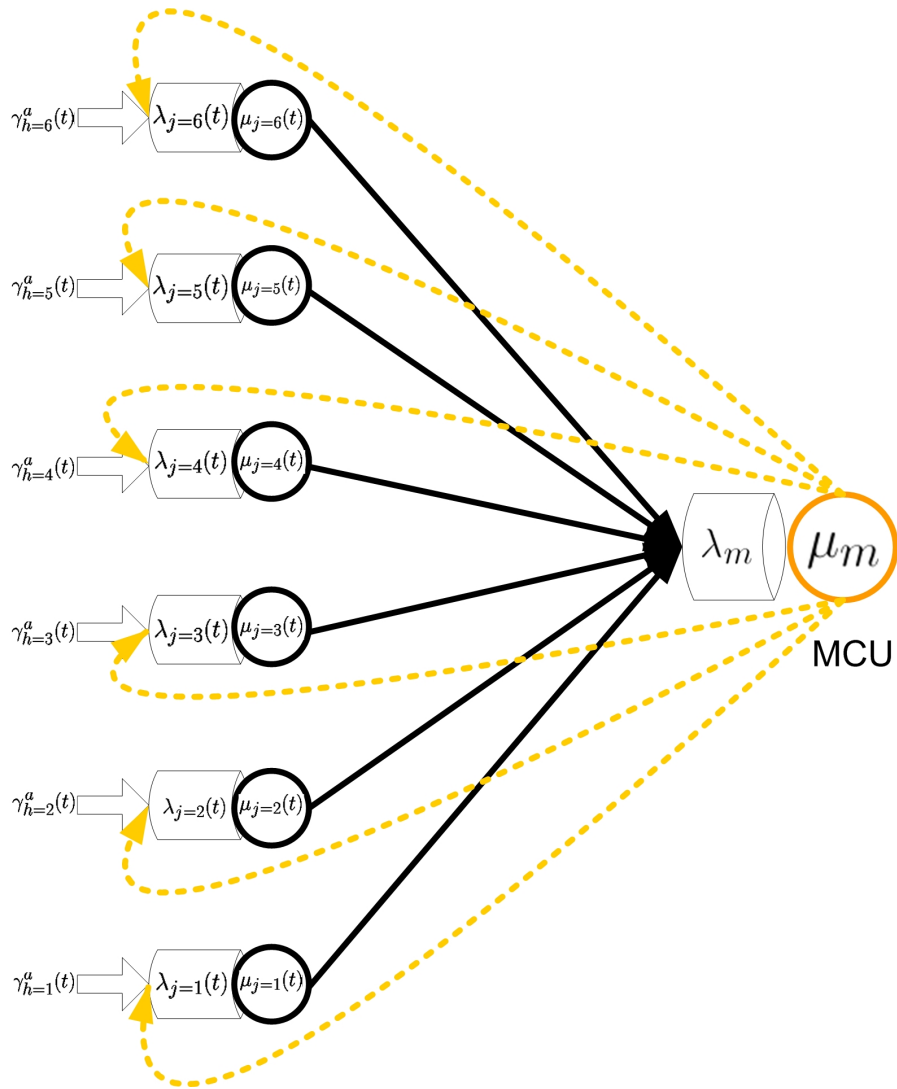 γ^a_{h=6}(t) λ_{j=6}(t) μ_{j=6}(t)
γ^a_{h=5}(t) λ_{j=5}(t) μ_{j=5}(t)
γ^a_{h=4}(t) λ_{j=4}(t) μ_{j=4}(t)
λ_m μ_m
γ^a_{h=3}(t) λ_{j=3}(t) μ_{j=3}(t)
MCU
γ^a_{h=2}(t) λ_{j=2}(t) μ_{j=2}(t)
γ^a_{h=1}(t) λ_{j=1}(t) μ_{j=1}(t)